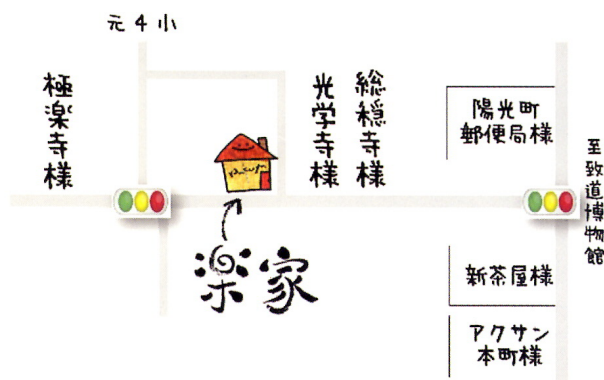 元4小
極楽寺様
光学寺様
総穏寺様
陽光町
郵便局様
至致道博物館
楽家
新茶屋様
アクサン
本町様